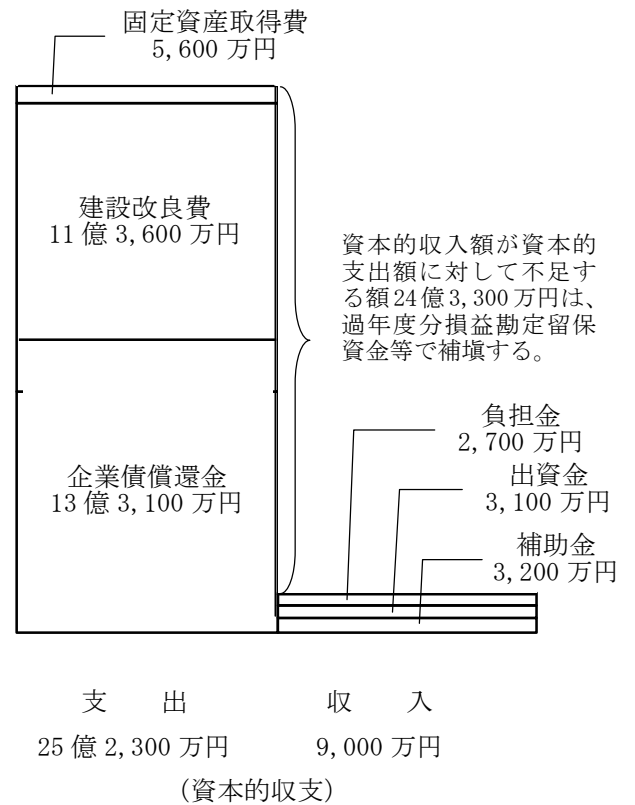 固定資産取得費
5,600 万円
建設改良費
11 億 3,600 万円
資本的収入額が資本的
支出額に対して不足す
る額24億3,300万円は、
過年度分損益勘定留保
資金等で補塡する。
負担金
2,700 万円
企業債償還金
13 億 3,100 万円
出資金
3,100 万円
補助金
3,200 万円
支 出
収 入
25 億 2,300 万円
9,000 万円
(資本的収支)